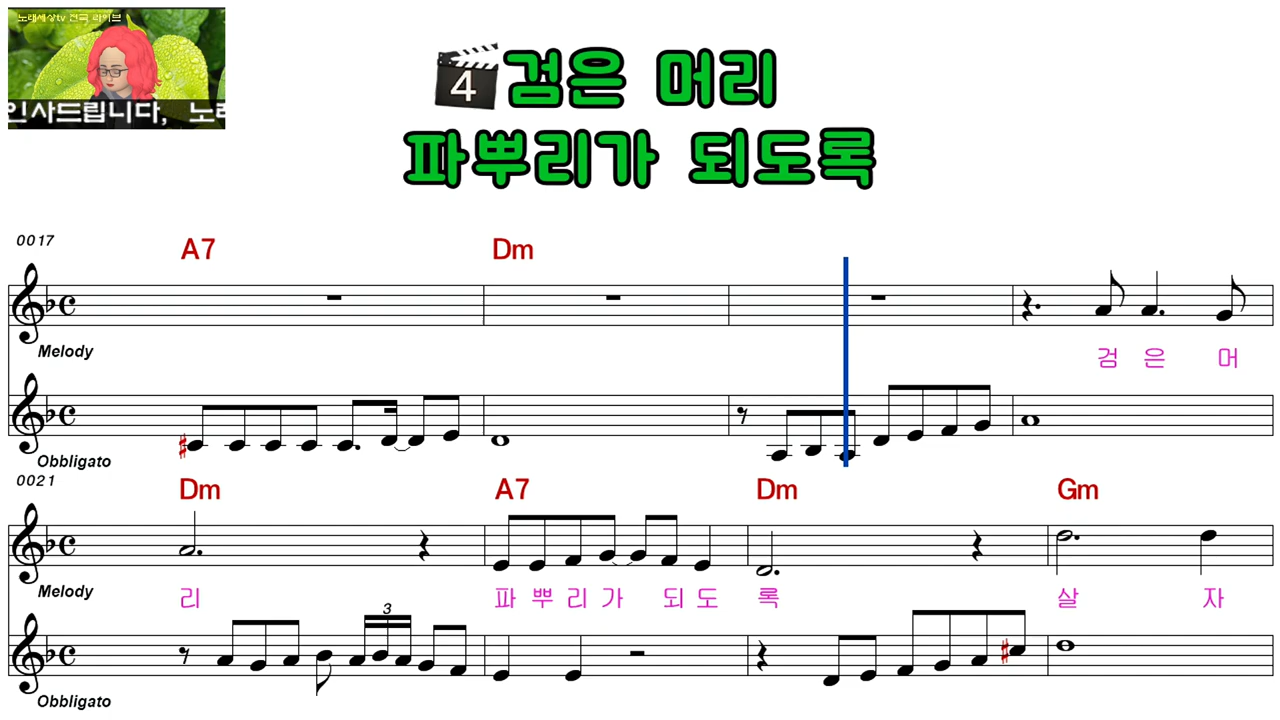 노래세상tv 전국 라이브
인사드립니다, 노래
4 검은 머리
파뿌리가 되도록
0017
A7 Dm
Melody
검 은 머
Obbligato
0021
Dm A7 Dm Gm
Melody
리 파 뿌 리 가 되 도 록 살 자
3
Obbligato